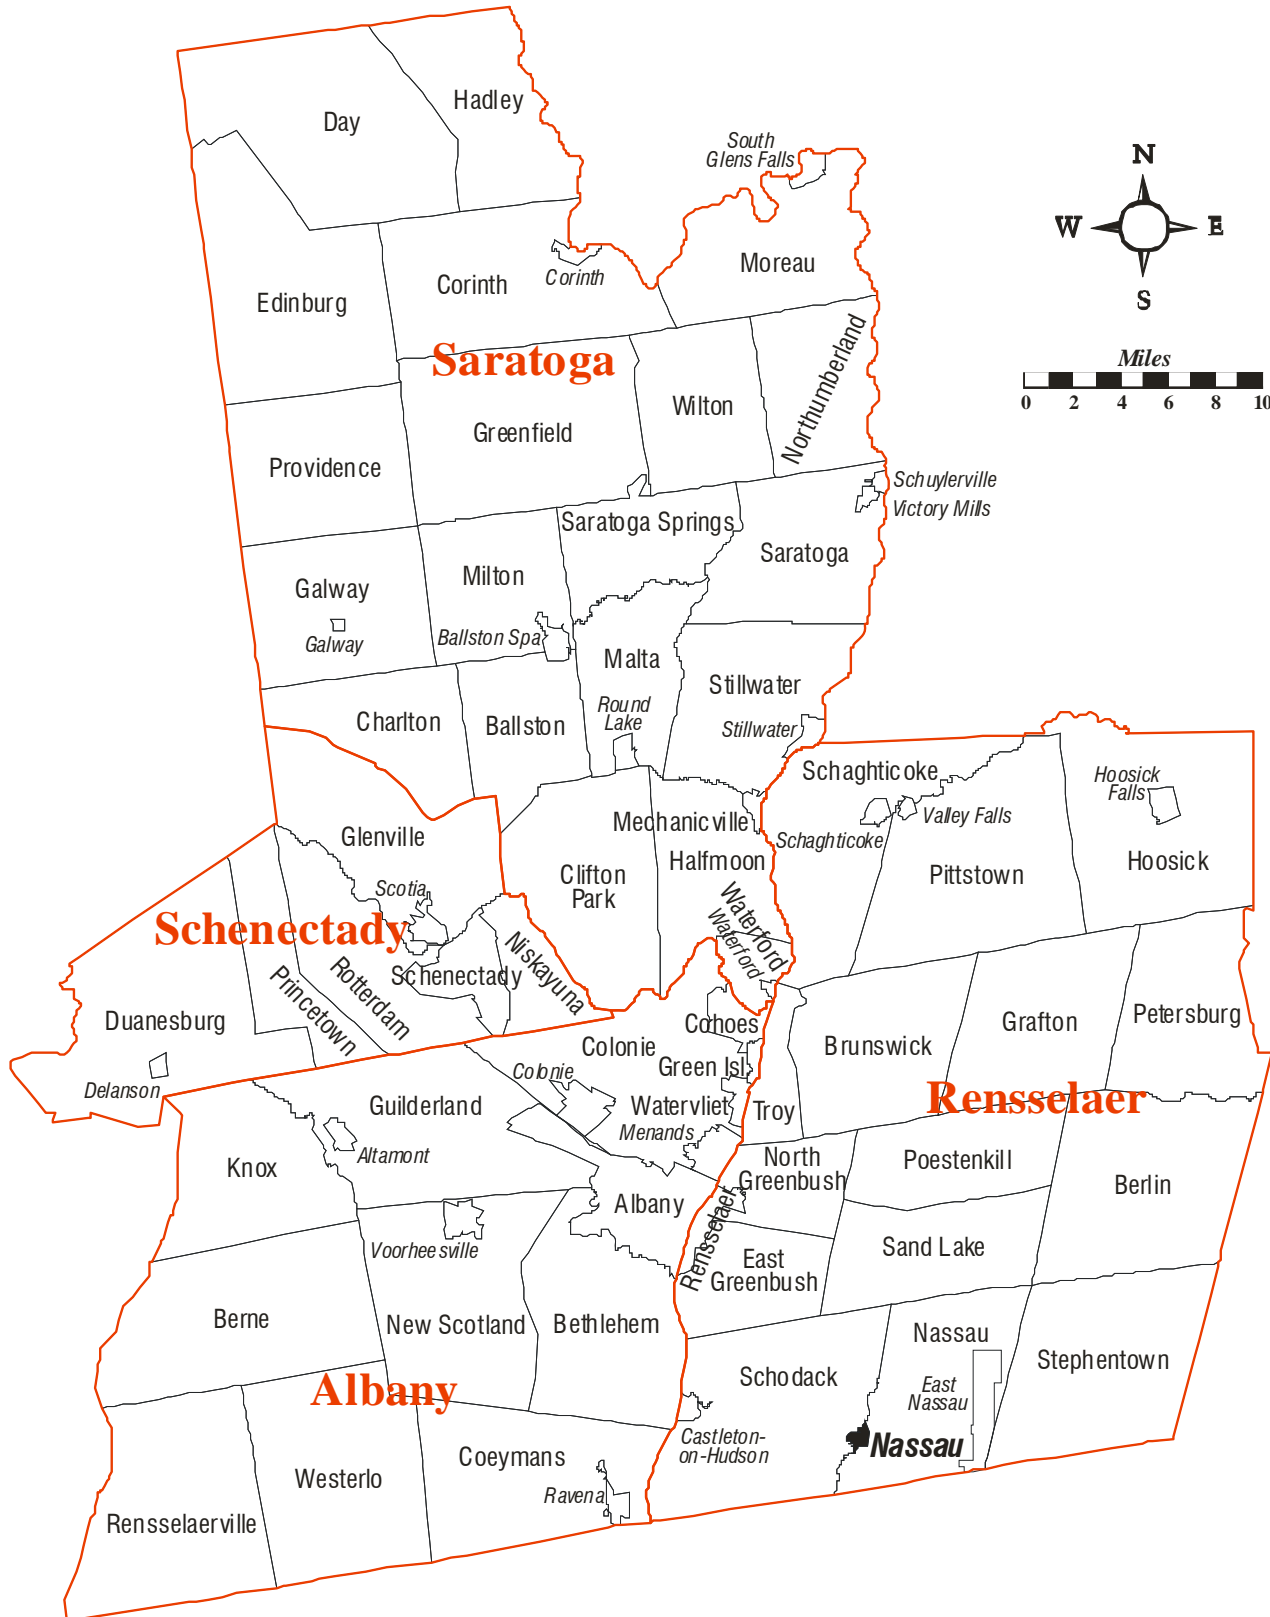 Hadley
Day
South
Glens Falls
N
W
E
S
Moreau
Corinth
Corinth
Edinburg
Northumberland
Saratoga
Miles
0 2 4 6 8 10
Wilton
Greenfield
Providence
Schuylerville
Victory Mills
Saratoga Springs
Saratoga
Milton
Galway
Galway
Ballston Spa
Malta
Stillwater
Round
Lake
Charlton
Ballston
Stillwater
Schaghticoke
Hoosick
Falls
Mechanicville
Valley Falls
Schaghticoke
Glenville
Halfmoon
Hoosick
Clifton
Park
Pittstown
Scotia
Waterford
Waterford
Schenectady
Niskayuna
Schenectady
Rotterdam
Princetown
Duanesburg
Cohoes
Grafton
Petersburg
Colonie
Brunswick
Green Isl
Colonie
Delanson
Rensselaer
Guilderland
Watervliet
Troy
Menands
Altamont
Knox
North
Greenbush
Poestenkill
Berlin
Albany
Rensselaer
Voorheesville
Sand Lake
East
Greenbush
Berne
New Scotland
Bethlehem
Nassau
Stephentown
Schodack
Albany
East
Nassau
Castleton-
on-Hudson
Nassau
Coeymans
Westerlo
Ravena
Rensselaerville